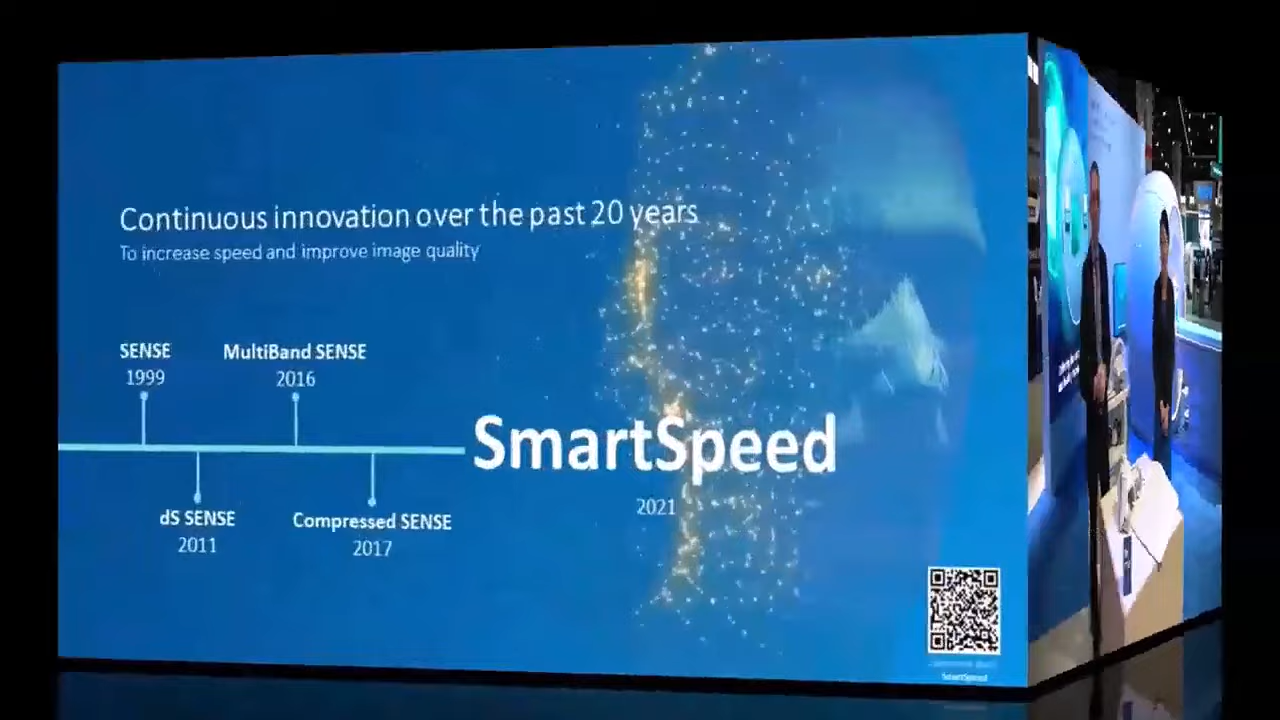 Continuous innovation over the past 20 years
To increase speed and improve image quality
SENSE
1999
MultiBand SENSE
2016
SmartSpeed
2021
dS SENSE
2011
Compressed SENSE
2017
SmartSpeed